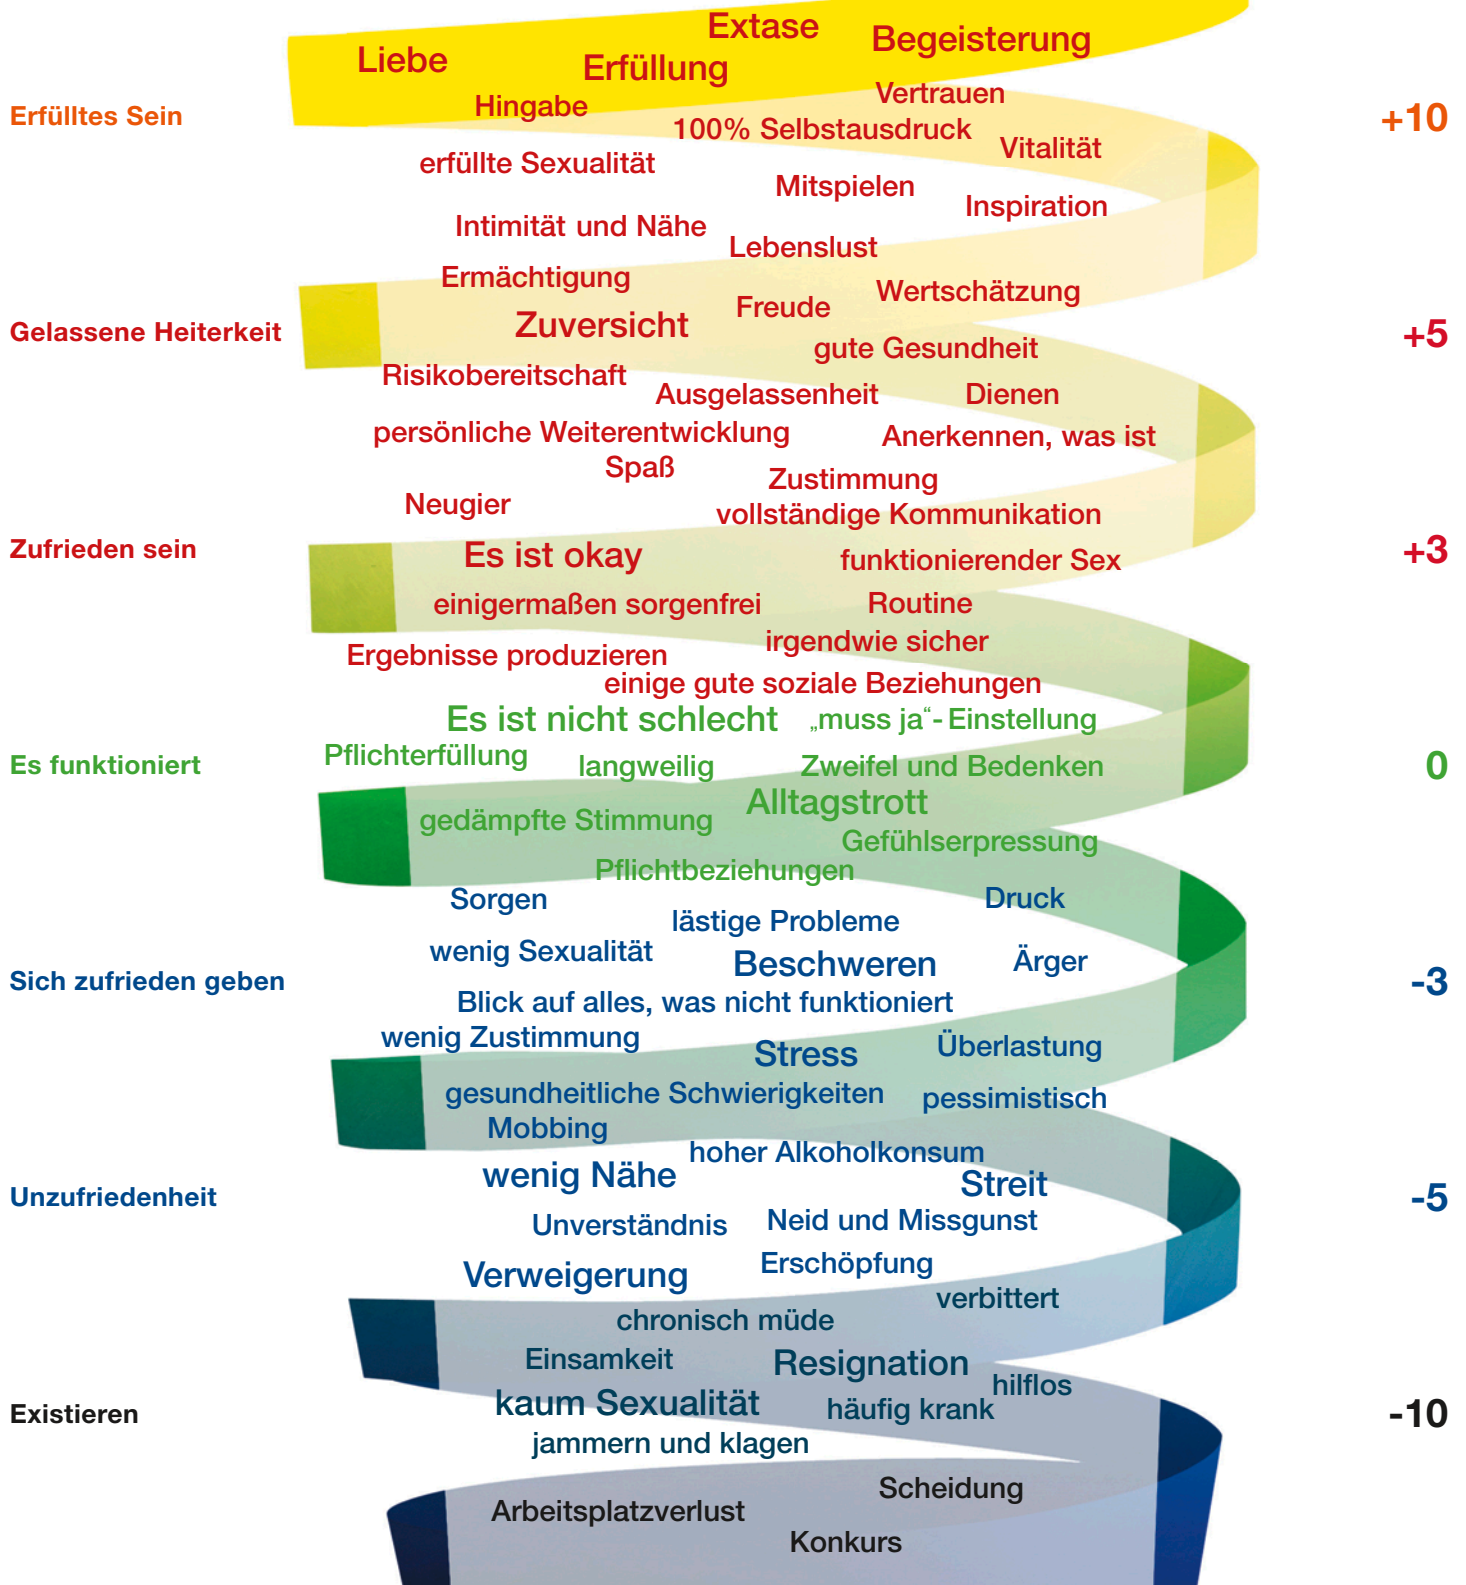 Extase
Begeisterung
Liebe
Erfüllung
Vertrauen
Hingabe
Erfülltes Sein
+10
100% Selbstausdruck
Vitalität
erfüllte Sexualität
Mitspielen
Inspiration
Intimität und Nähe
Lebenslust
Ermächtigung
Wertschätzung
Freude
Zuversicht
Gelassene Heiterkeit
+5
gute Gesundheit
Risikobereitschaft
Ausgelassenheit
Dienen
persönliche Weiterentwicklung
Anerkennen, was ist
Spaß
Zustimmung
Neugier
vollständige Kommunikation
Zufrieden sein
+3
Es ist okay
funktionierender Sex
einigermaßen sorgenfrei
Routine
irgendwie sicher
Ergebnisse produzieren
einige gute soziale Beziehungen
Es ist nicht schlecht
„muss ja“- Einstellung
Pflichterfüllung
langweilig
Zweifel und Bedenken
Es funktioniert
0
Alltagstrott
gedämpfte Stimmung
Gefühlserpressung
Pflichtbeziehungen
Sorgen
Druck
lästige Probleme
wenig Sexualität
Beschweren
Ärger
Sich zufrieden geben
-3
Blick auf alles, was nicht funktioniert
wenig Zustimmung
Stress
Überlastung
gesundheitliche Schwierigkeiten
pessimistisch
Mobbing
hoher Alkoholkonsum
wenig Nähe
Streit
Unzufriedenheit
-5
Unverständnis
Neid und Missgunst
Erschöpfung
Verweigerung
verbittert
chronisch müde
Einsamkeit
Resignation
hilflos
kaum Sexualität
häufig krank
Existieren
-10
jammern und klagen
Scheidung
Arbeitsplatzverlust
Konkurs